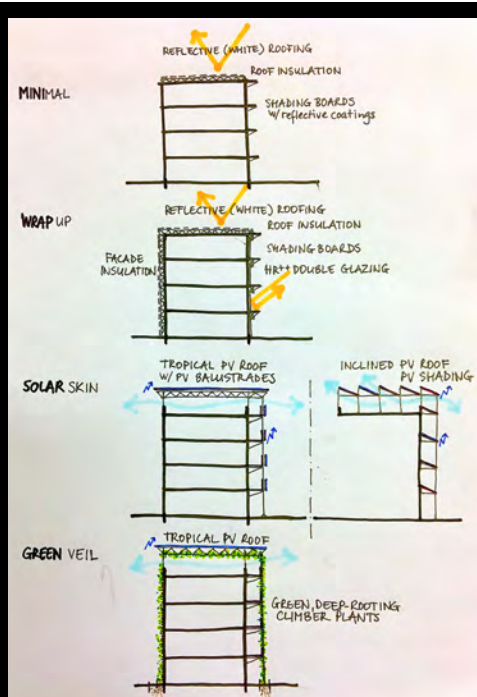 REFLECTIVE (WHITE) ROOFING
ROOF INSULATION
MINIMAL
SHADING BOARDS
w/reflective coatings
REFLECTIVE (WHITE) ROOFING
WRAP UP
ROOF INSULATION
FACADE
INSULATION
SHADING BOARDS
HR++ DOUBLE GLAZING
TROPICAL PV ROOF
W/ PV BALUSTRADES
INCLINED PV ROOF
PV SHADING
SOLAR SKIN
TROPICAL PV ROOF
GREEN VEIL
GREEN, DEEP-ROOTING
CLIMBER PLANTS